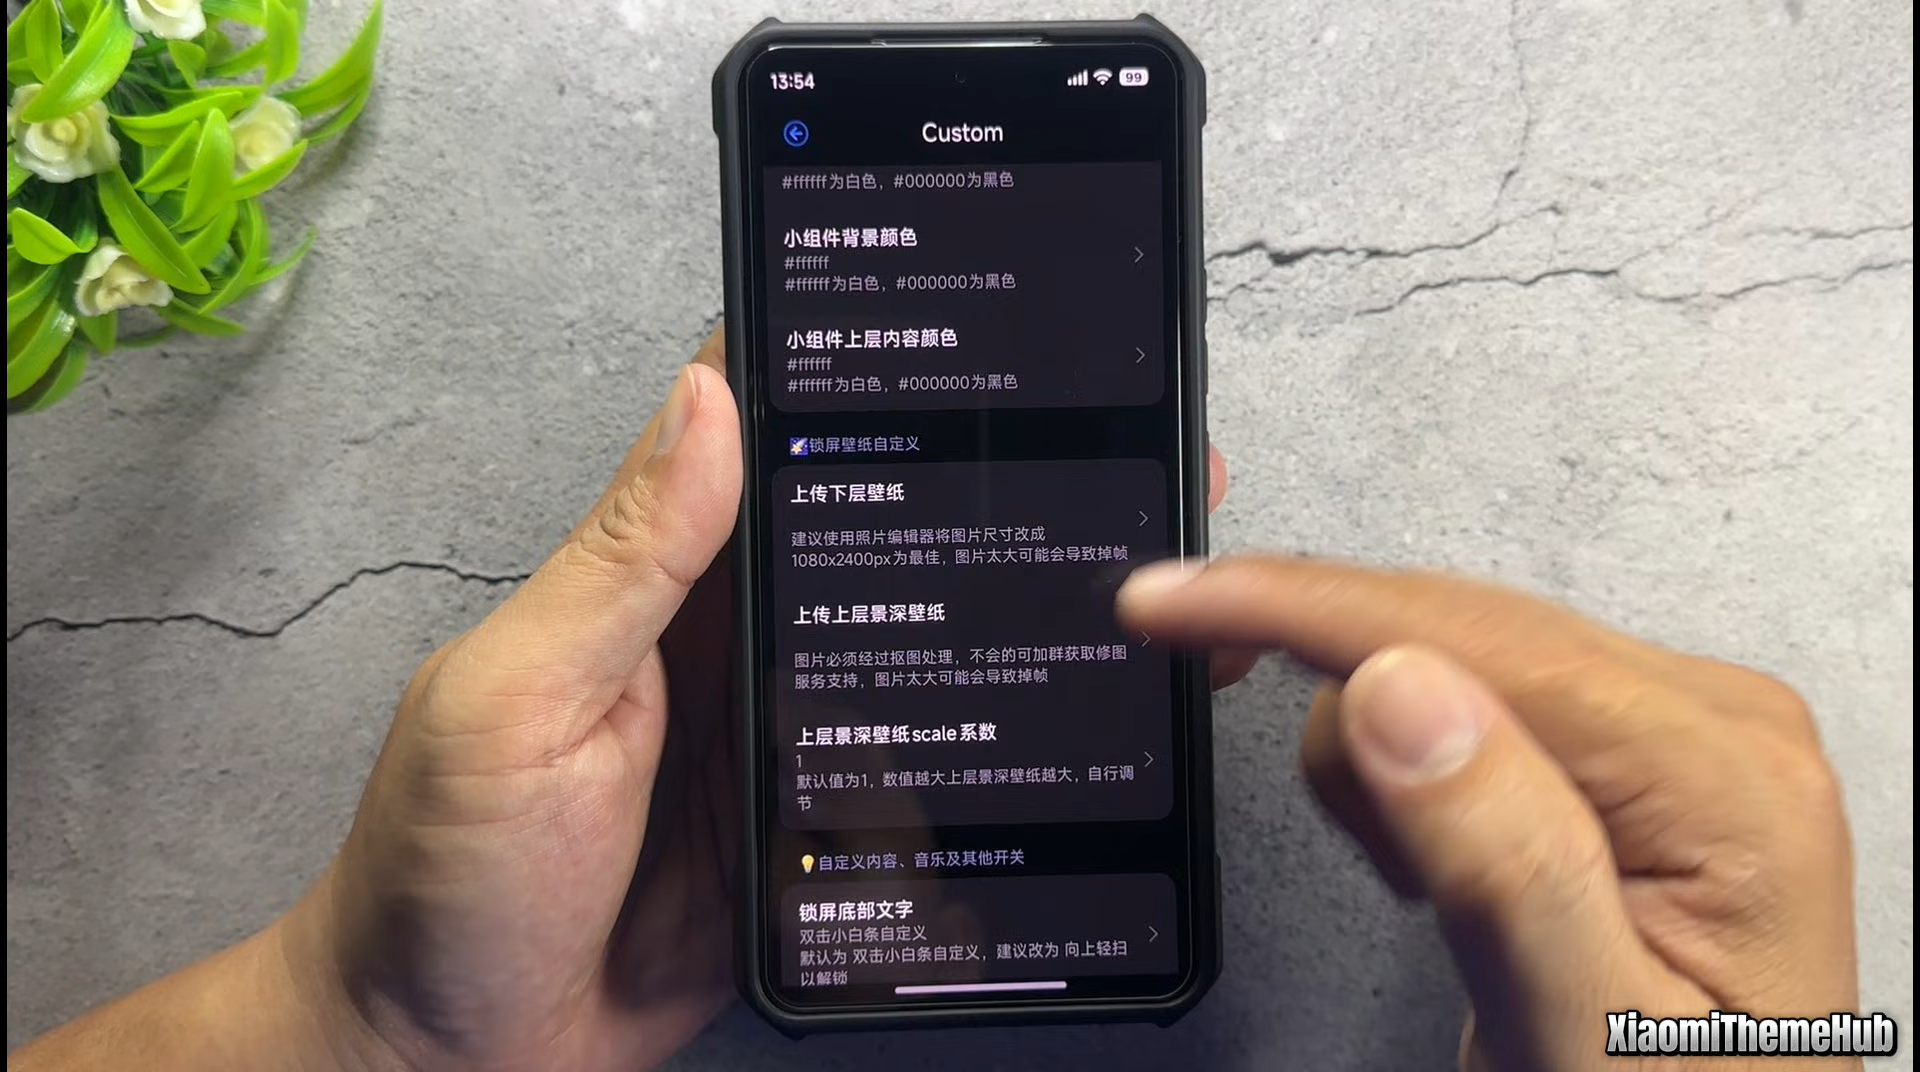 13:54
99
Custom
#ffffff为白色，#000000为黑色
小组件背景颜色
#ffffff
#ffffff为白色，#000000为黑色
小组件上层内容颜色
#ffffff
#ffffff为白色，#000000为黑色
锁屏壁纸自定义
上传下层壁纸
建议使用照片编辑器将图片尺寸改成
1080x2400px为最佳，图片太大可能会导致掉帧
上传上层景深壁纸
图片必须经过抠图处理，不会的可加群获取修图
服务支持，图片太大可能会导致掉帧
上层景深壁纸scale系数
1
默认值为1，数值越大上层景深壁纸越大，自行调
节
自定义内容、音乐及其他开关
锁屏底部文字
双击小白条自定义
默认为 双击小白条自定义，建议改为 向上轻扫
以解锁
XiaomiThemeHub